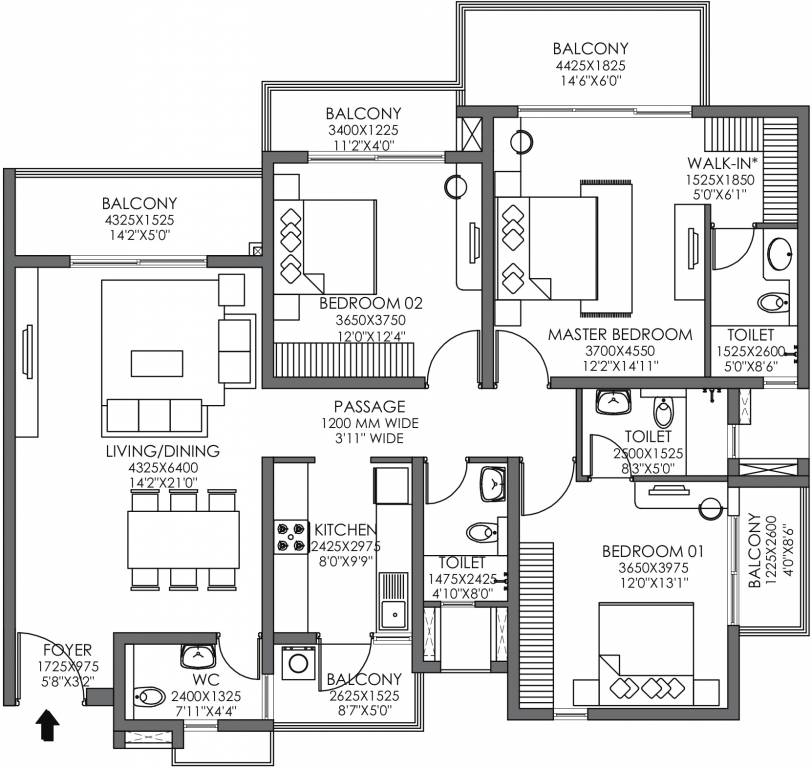 BALCONY
4425X1825
14'6"X6'0"
BALCONY
3400X1225
11'2"X4'0"
WALK-IN*
1525X1850
5'0"X6'1"
BALCONY
4325X1525
14'2"X5'0"
BEDROOM 02
3650X3750
12'0"X12'4"
MASTER BEDROOM
3700X4550
12'2"X14'11"
TOILET
1525X2600
5'0"X8'6"
PASSAGE
1200 MM WIDE
3'11" WIDE
LIVING/DINING
4325X6400
14'2"X21'0"
TOILET
2500X1525
8'3"X5'0"
KITCHEN
2425X2975
8'0"X9'9"
TOILET
1475X2425
4'10"X8'0"
BEDROOM 01
3650X3975
12'0"X13'1"
BALCONY
1225X2600
4'0"X8'6"
FOYER
1725X975
5'8"X3'2"
WC
2400X1325
7'11"X4'4"
BALCONY
2625X1525
8'7"X5'0"